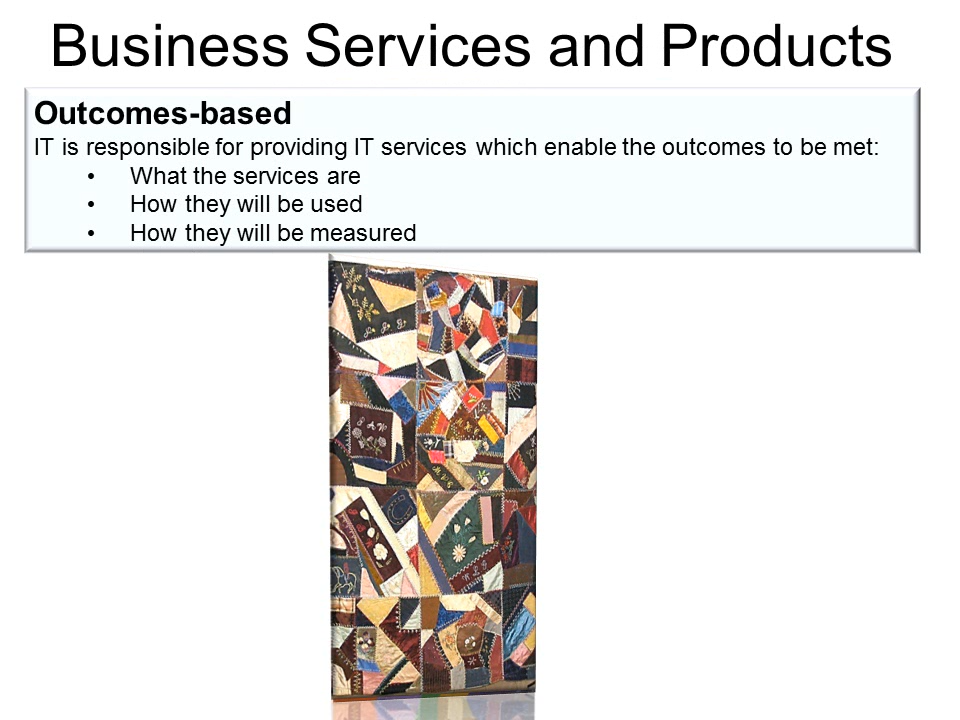 Business Services and Products
Outcomes-based
IT is responsible for providing IT services which enable the outcomes to be met:
• What the services are
• How they will be used
• How they will be measured